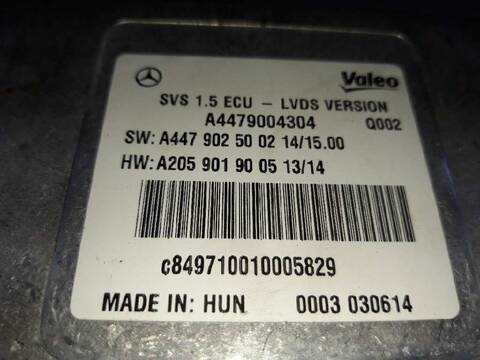 Valeo
SVS 1.5 ECU – LVDS VERSION
A4479004304 Q002
SW: A447 902 50 02 14/15.00
HW: A205 901 90 05 13/14
c849710010005829
MADE IN: HUN 0003 030614